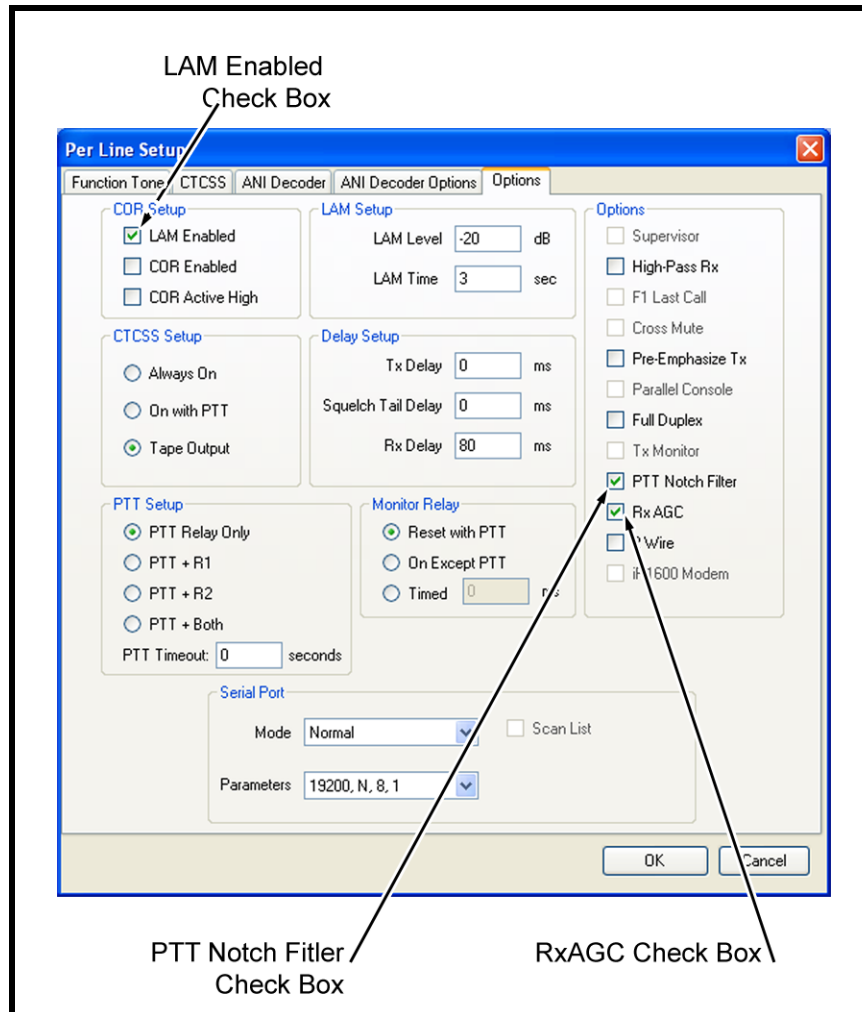 LAM Enabled
Check Box
Per Line Setup
Function Tone CTCSS ANI Decoder ANI Decoder Options Options
COR Setup
LAM Enabled
COR Enabled
COR Active High
LAM Setup
LAM Level -20 dB
LAM Time 3 sec
CTCSS Setup
Always On
On with PTT
Tape Output
Delay Setup
Tx Delay 0 ms
Squelch Tail Delay 0 ms
Rx Delay 80 ms
PTT Setup
PTT Relay Only
PTT + R1
PTT + R2
PTT + Both
PTT Timeout: 0 seconds
Monitor Relay
Reset with PTT
On Except PTT
Timed 0 ms
Options
Supervisor
High-Pass Rx
F1 Last Call
Cross Mute
Pre-Emphasize Tx
Parallel Console
Full Duplex
Tx Monitor
PTT Notch Filter
Rx AGC
Wire
1600 Modem
Serial Port
Mode Normal
Scan List
Parameters 19200, N, 8, 1
OK Cancel
PTT Notch Fitler
Check Box
RxAGC Check Box